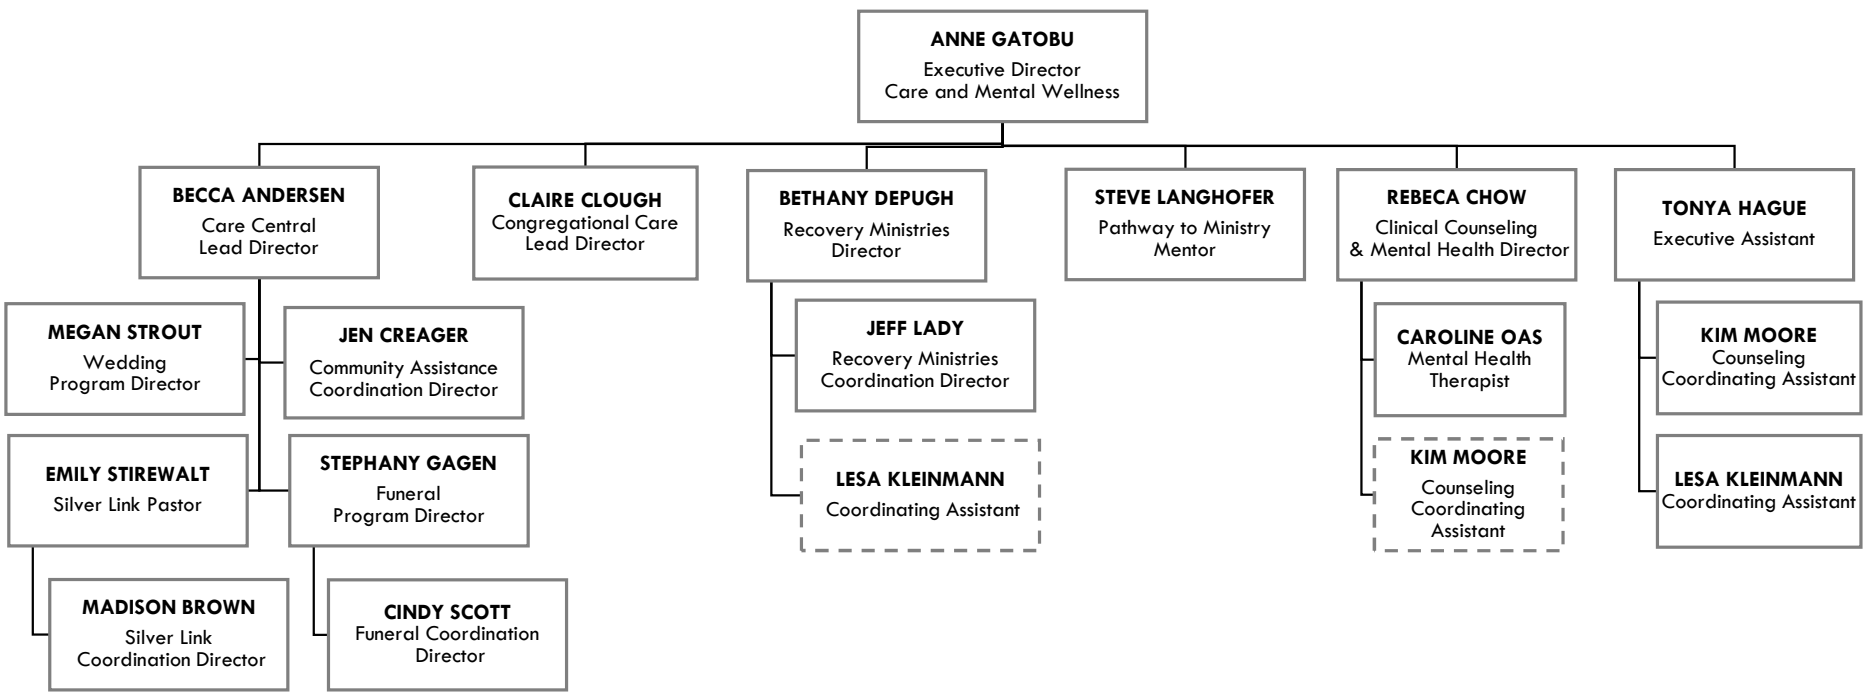 ANNE GATOBU
Executive Director
Care and Mental Wellness
BECCA ANDERSEN
Care Central
Lead Director
CLAIRE CLOUGH
Congregational Care
Lead Director
BETHANY DEPUGH
Recovery Ministries
Director
STEVE LANGHOFER
Pathway to Ministry
Mentor
REBECA CHOW
Clinical Counseling
& Mental Health Director
TONYA HAGUE
Executive Assistant
MEGAN STROUT
Wedding
Program Director
JEN CREAGER
Community Assistance
Coordination Director
JEFF LADY
Recovery Ministries
Coordination Director
CAROLINE OAS
Mental Health
Therapist
KIM MOORE
Counseling
Coordinating Assistant
EMILY STIREWALT
Silver Link Pastor
STEPHANY GAGEN
Funeral
Program Director
LESA KLEINMANN
Coordinating Assistant
KIM MOORE
Counseling
Coordinating
Assistant
LESA KLEINMANN
Coordinating Assistant
MADISON BROWN
Silver Link
Coordination Director
CINDY SCOTT
Funeral Coordination
Director